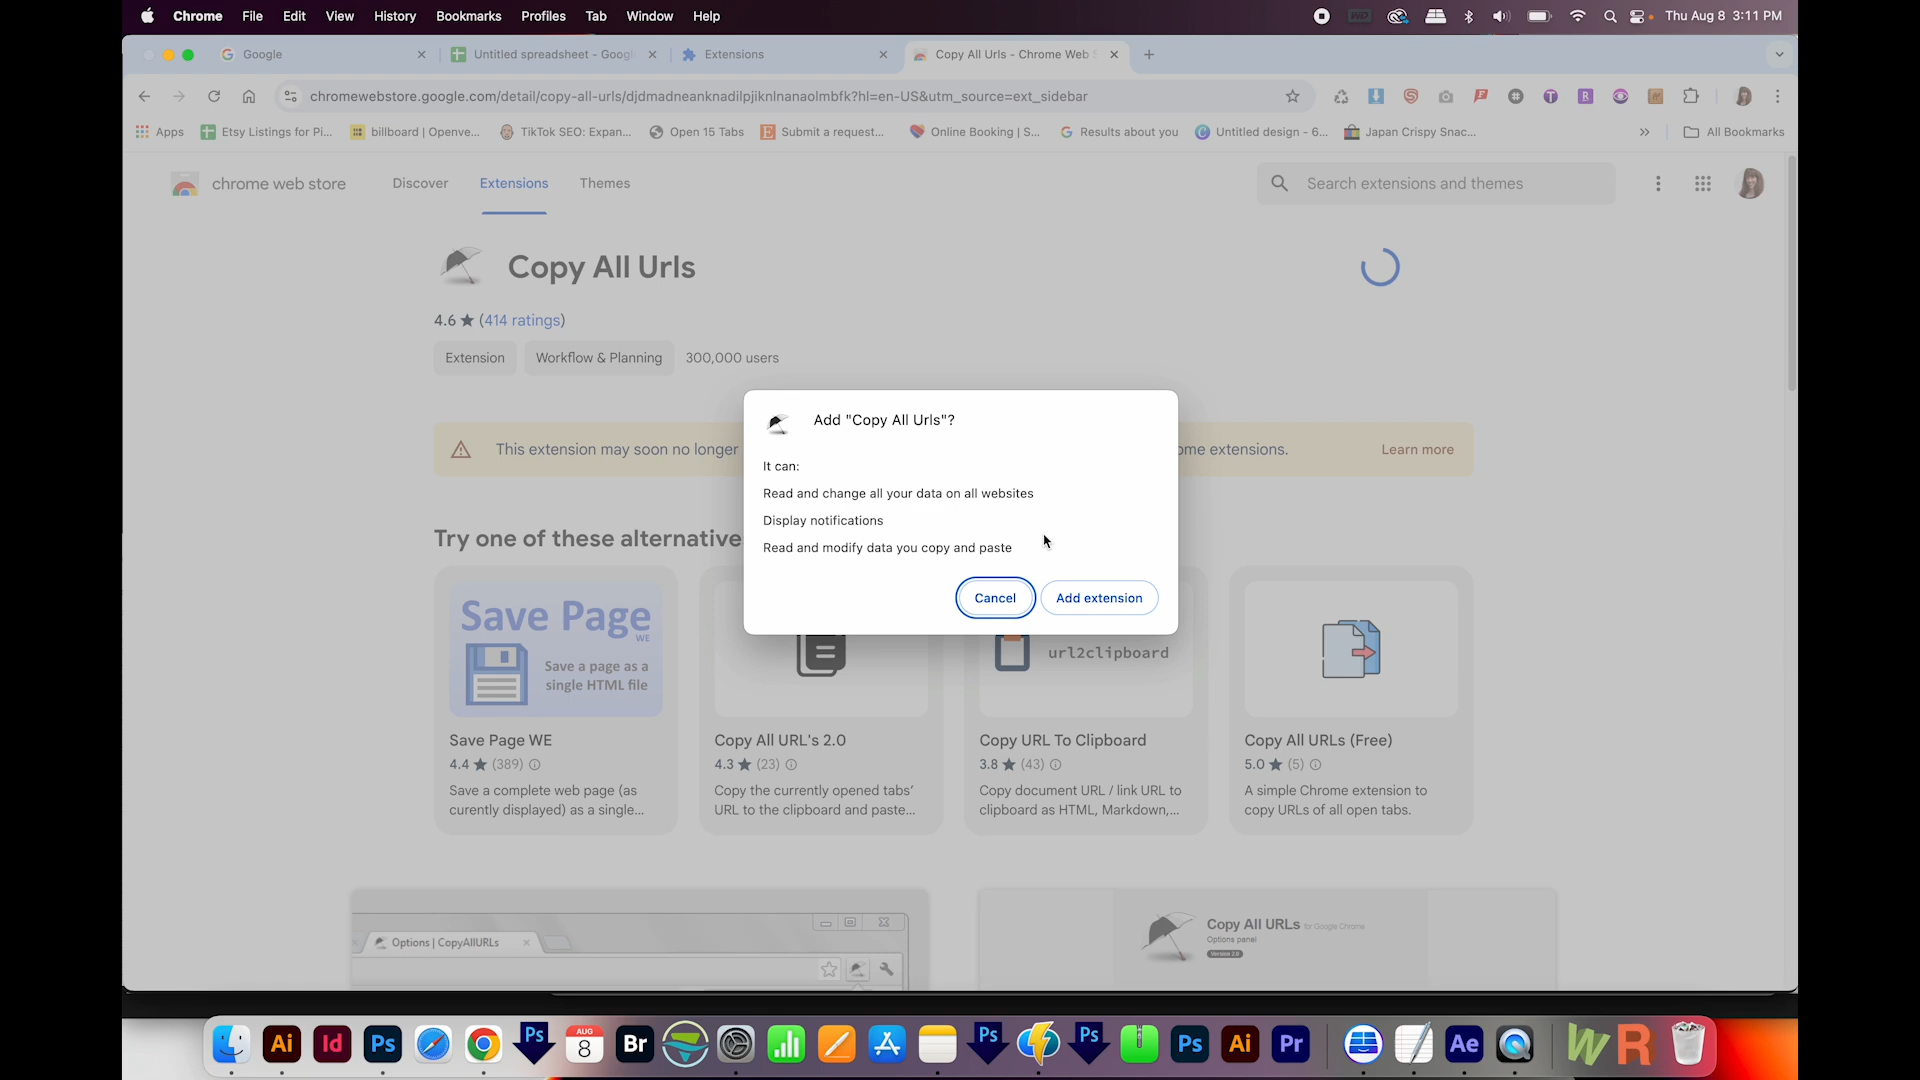 Chrome File Edit View History Bookmarks Profiles Tab Window Help
Thu Aug 8 3:11 PM
Google
Untitled spreadsheet - Googl
Extensions
Copy All Urls - Chrome Web S
chromewebstore.google.com/detail/copy-all-urls/djdmadneanknadilpjiknlnanaolmbfk?hl=en-US&utm_source=ext_sidebar
Apps
Etsy Listings for Pi...
billboard | Openve...
TikTok SEO: Expan...
Open 15 Tabs
Submit a request...
Online Booking | S...
Results about you
Untitled design - 6...
Japan Crispy Snac...
All Bookmarks
chrome web store
Discover
Extensions
Themes
Search extensions and themes
Copy All Urls
4.6 ★ (414 ratings)
Extension
Workflow & Planning
300,000 users
This extension may soon no longer
ome extensions.
Learn more
Add "Copy All Urls"?
It can:
Read and change all your data on all websites
Display notifications
Read and modify data you copy and paste
Cancel
Add extension
Try one of these alternative
Save Page
WE
Save a page as a
single HTML file
url2clipboard
Save Page WE
4.4 ★ (389)
Save a complete web page (as
curently displayed) as a single...
Copy All URL's 2.0
4.3 ★ (23)
Copy the currently opened tabs'
URL to the clipboard and paste...
Copy URL To Clipboard
3.8 ★ (43)
Copy document URL / link URL to
clipboard as HTML, Markdown,...
Copy All URLs (Free)
5.0 ★ (5)
A simple Chrome extension to
copy URLs of all open tabs.
Options | CopyAllURLs
Copy All URLs for Google Chrome
Options panel
Version 2.0
Ai
Id
Ps
Ps
AUG
8
Br
Ps
Ps
Ps
Ai
Pr
Ae
W
R